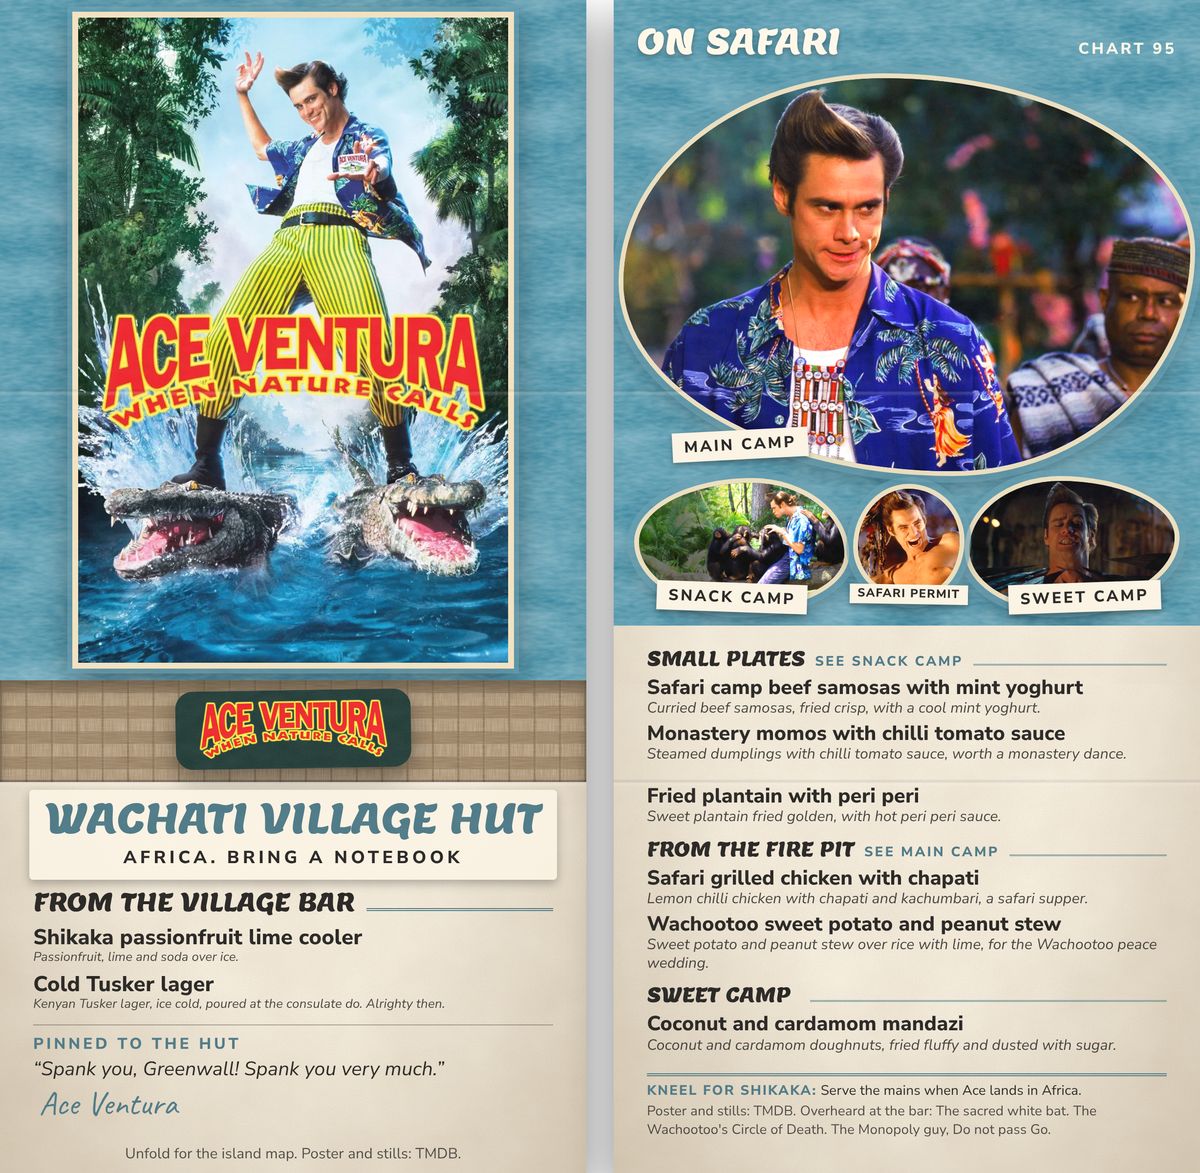 ACE VENTURA
ACE VENTURA
WHEN NATURE CALLS
ACE VENTURA
WHEN NATURE CALLS
WACHATI VILLAGE HUT
AFRICA. BRING A NOTEBOOK
FROM THE VILLAGE BAR
Shikaka passionfruit lime cooler
Passionfruit, lime and soda over ice.
Cold Tusker lager
Kenyan Tusker lager, ice cold, poured at the consulate do. Alrighty then.
PINNED TO THE HUT
“Spank you, Greenwall! Spank you very much.”
Ace Ventura
Unfold for the island map. Poster and stills: TMDB.
ON SAFARI
CHART 95
MAIN CAMP
SNACK CAMP
SAFARI PERMIT
SWEET CAMP
SMALL PLATES SEE SNACK CAMP
Safari camp beef samosas with mint yoghurt
Curried beef samosas, fried crisp, with a cool mint yoghurt.
Monastery momos with chilli tomato sauce
Steamed dumplings with chilli tomato sauce, worth a monastery dance.
Fried plantain with peri peri
Sweet plantain fried golden, with hot peri peri sauce.
FROM THE FIRE PIT SEE MAIN CAMP
Safari grilled chicken with chapati
Lemon chilli chicken with chapati and kachumbari, a safari supper.
Wachootoo sweet potato and peanut stew
Sweet potato and peanut stew over rice with lime, for the Wachootoo peace
wedding.
SWEET CAMP
Coconut and cardamom mandazi
Coconut and cardamom doughnuts, fried fluffy and dusted with sugar.
KNEEL FOR SHIKAKA: Serve the mains when Ace lands in Africa.
Poster and stills: TMDB. Overheard at the bar: The sacred white bat. The
Wachootoo's Circle of Death. The Monopoly guy, Do not pass Go.